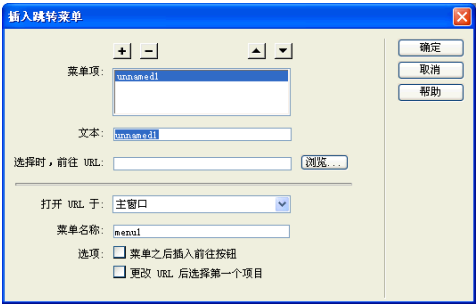 插入跳转菜单
菜单项:
unnamed1
文本: unnamed1
选择时，前往 URL: 浏览...
打开 URL 于: 主窗口
菜单名称: menu1
选项: 菜单之后插入前往按钮
更改 URL 后选择第一个项目
确定
取消
帮助